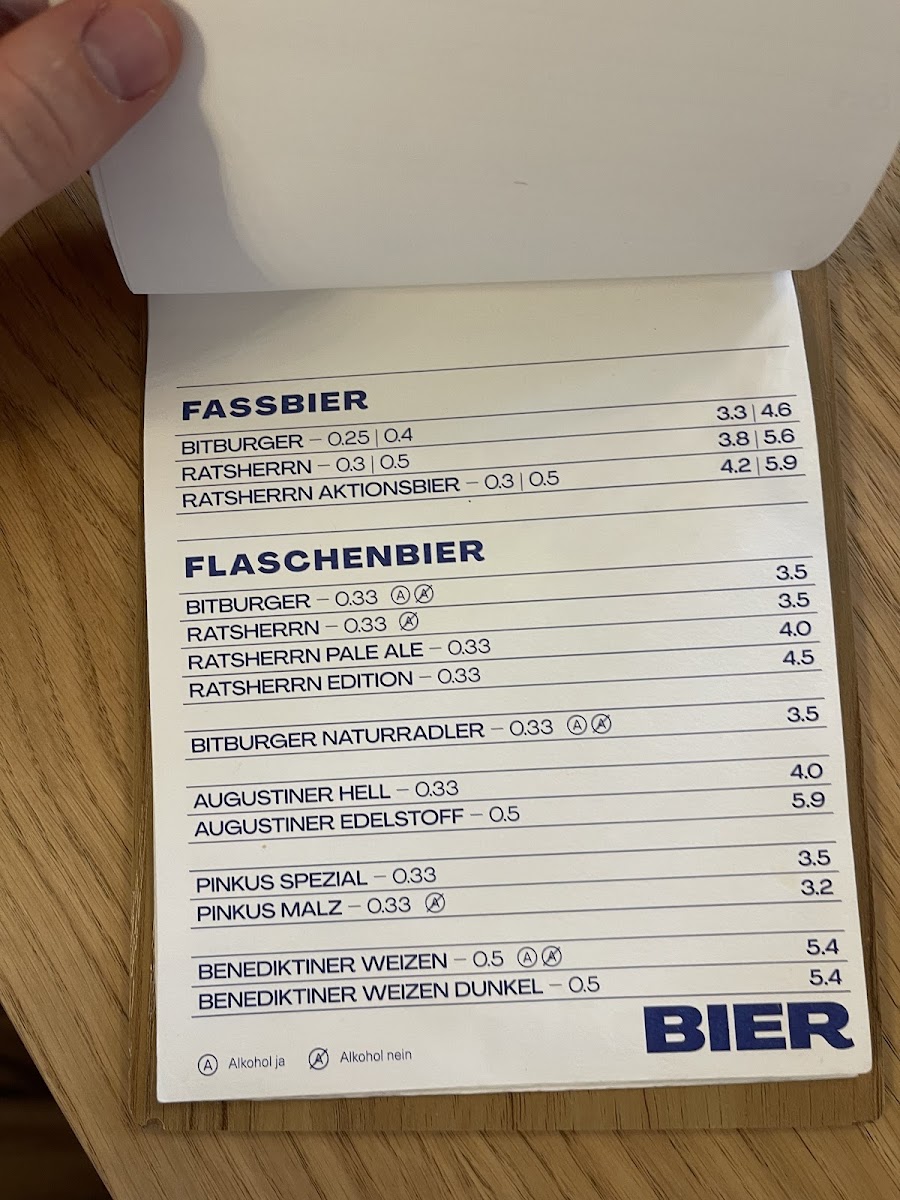 FASSBIER
BITBURGER – 0.25 | 0.4 3.3 | 4.6
RATSHERRN – 0.3 | 0.5 3.8 | 5.6
RATSHERRN AKTIONSBIER – 0.3 | 0.5 4.2 | 5.9
FLASCHENBIER
BITBURGER – 0.33 Ⓐ Ⓐ 3.5
RATSHERRN – 0.33 Ⓐ 3.5
RATSHERRN PALE ALE – 0.33 4.0
RATSHERRN EDITION – 0.33 4.5
BITBURGER NATURRADLER – 0.33 Ⓐ Ⓐ 3.5
AUGUSTINER HELL – 0.33 4.0
AUGUSTINER EDELSTOFF – 0.5 5.9
PINKUS SPEZIAL – 0.33 3.5
PINKUS MALZ – 0.33 Ⓐ 3.2
BENEDIKTINER WEIZEN – 0.5 Ⓐ Ⓐ 5.4
BENEDIKTINER WEIZEN DUNKEL – 0.5 5.4
BIER
Ⓐ Alkohol ja Ⓐ Alkohol nein